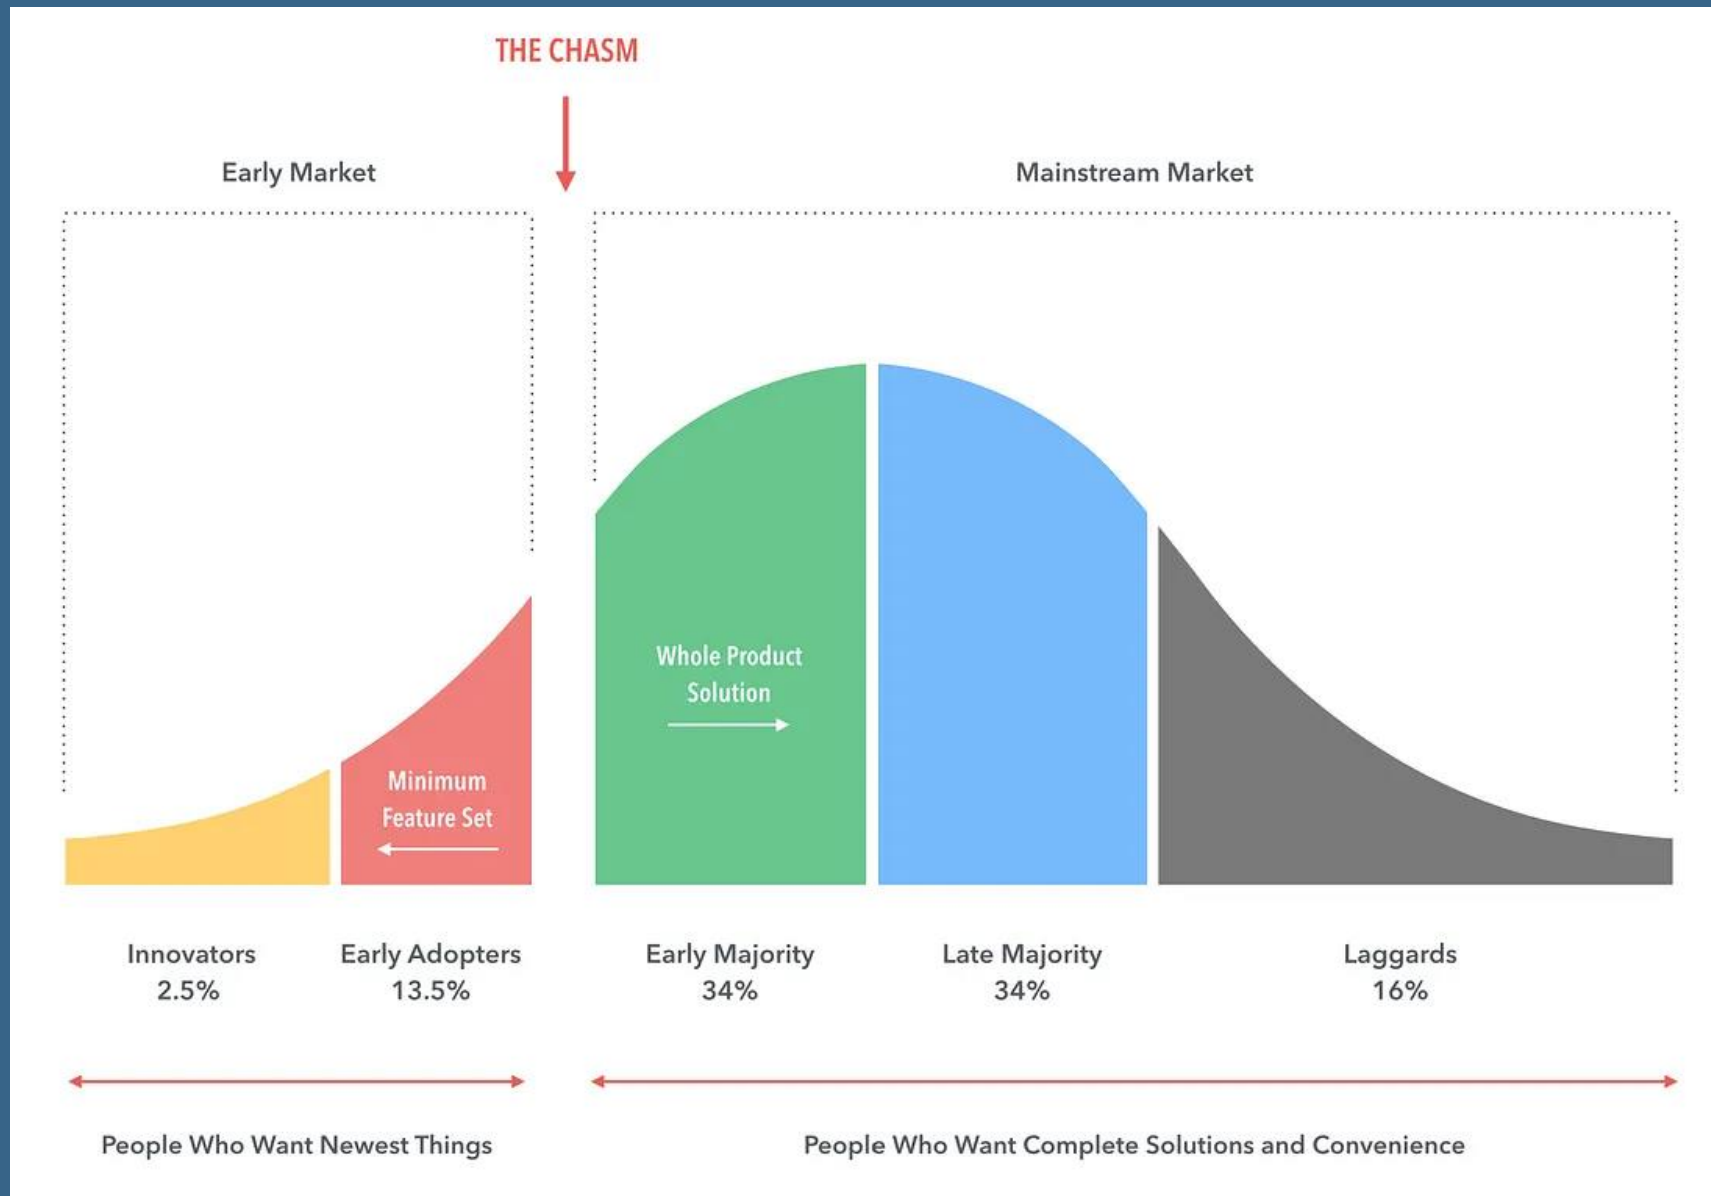 THE CHASM
Early Market
Mainstream Market
Whole Product
Solution
Minimum
Feature Set
Innovators
2.5%
Early Adopters
13.5%
Early Majority
34%
Late Majority
34%
Laggards
16%
People Who Want Newest Things
People Who Want Complete Solutions and Convenience